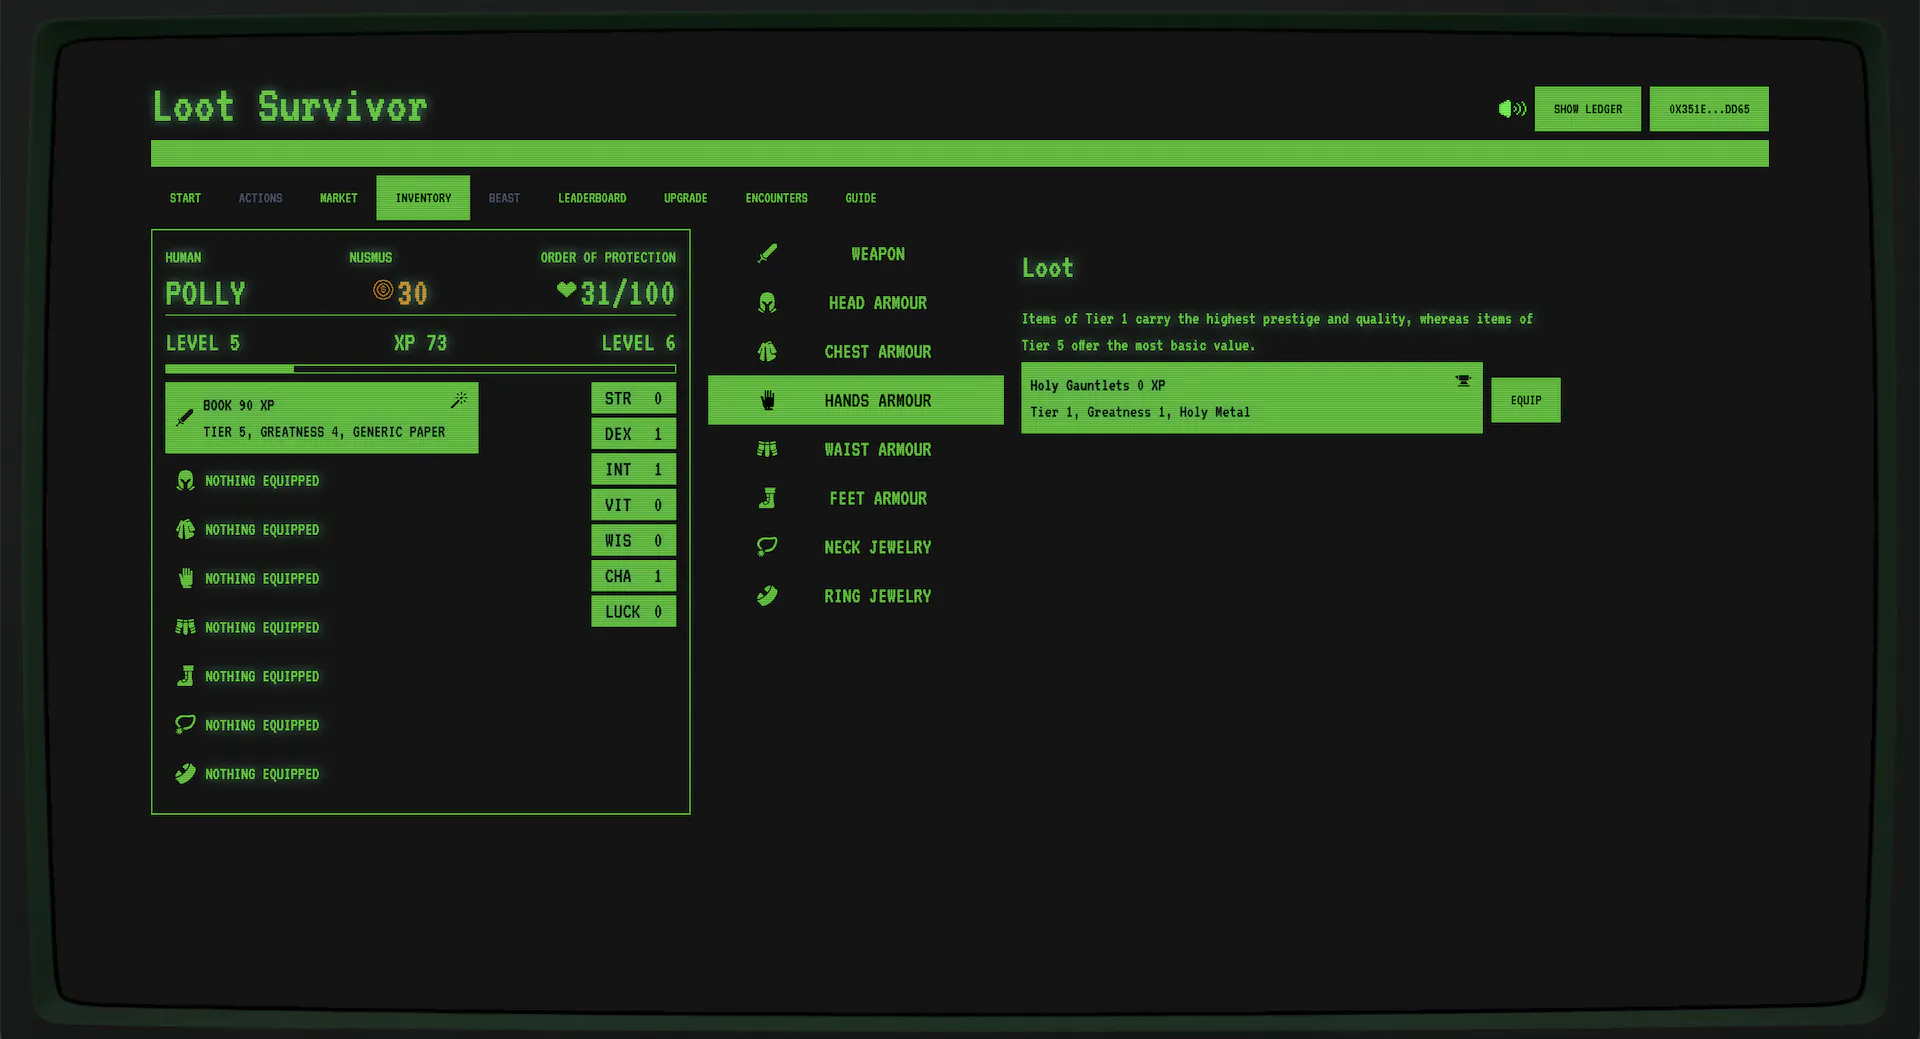 Loot Survivor
SHOW LEDGER
0X351E...DD65
START
ACTIONS
MARKET
INVENTORY
BEAST
LEADERBOARD
UPGRADE
ENCOUNTERS
GUIDE
HUMAN
NUSMUS
ORDER OF PROTECTION
POLLY
30
31/100
LEVEL 5
XP 73
LEVEL 6
BOOK 90 XP
TIER 5, GREATNESS 4, GENERIC PAPER
NOTHING EQUIPPED
NOTHING EQUIPPED
NOTHING EQUIPPED
NOTHING EQUIPPED
NOTHING EQUIPPED
NOTHING EQUIPPED
NOTHING EQUIPPED
STR 0
DEX 1
INT 1
VIT 0
WIS 0
CHA 1
LUCK 0
WEAPON
HEAD ARMOUR
CHEST ARMOUR
HANDS ARMOUR
WAIST ARMOUR
FEET ARMOUR
NECK JEWELRY
RING JEWELRY
Loot
Items of Tier 1 carry the highest prestige and quality, whereas items of
Tier 5 offer the most basic value.
Holy Gauntlets 0 XP
Tier 1, Greatness 1, Holy Metal
EQUIP